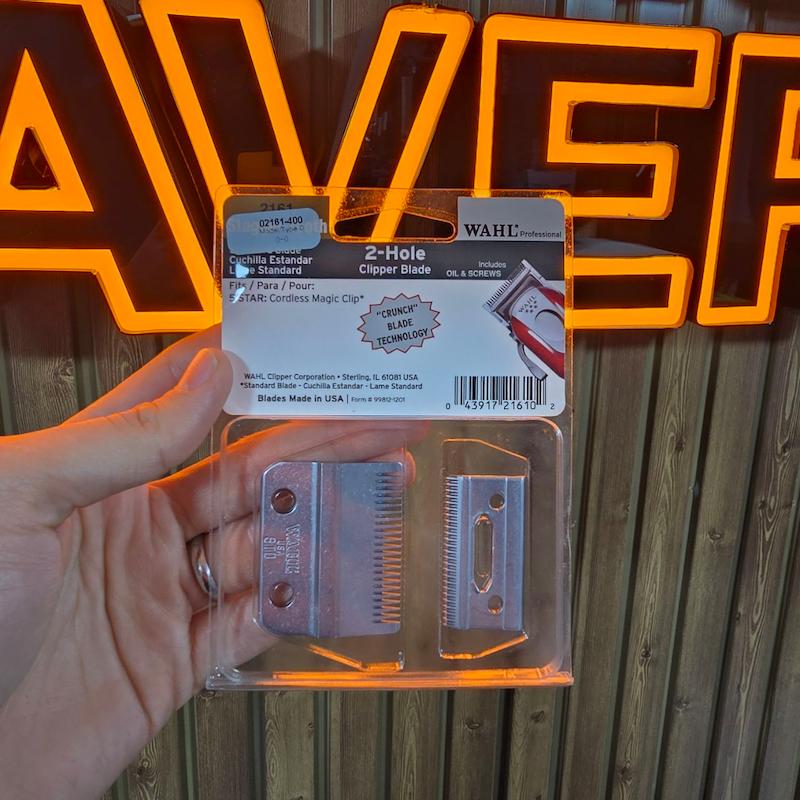 AVER
2161
02161-400
2-Hole
Clipper Blade
Cuchilla Estandar
Lame Standard
WAHL Professional
Includes
OIL & SCREWS
Fits / Para / Pour:
5 STAR: Cordless Magic Clip*
"CRUNCH"
BLADE
TECHNOLOGY
WAHL Clipper Corporation • Sterling, IL 61081 USA
*Standard Blade - Cuchilla Estandar - Lame Standard
Blades Made in USA | Form # 99812-1201
0 43917 21610 2
WAHL
USA